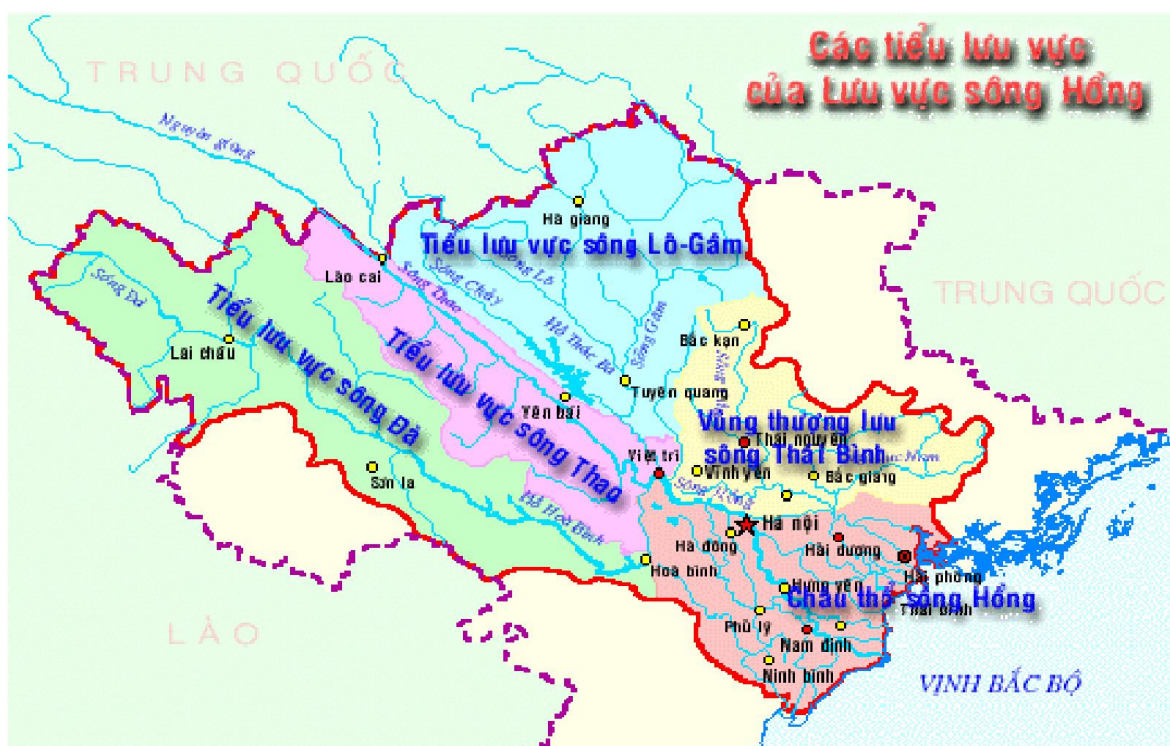 Các tiểu lưu vực
của Lưu vực sông Hồng
TRUNG QUỐC
Nguyên giòng
Hà giang
Tiểu lưu vực sông Lô-Gâm
Lào cai
Sông Thao
Sông Chảy
Sông Đà
TRUNG QUỐC
Tiểu lưu vực sông Đà
Lai châu
Tiểu lưu vực sông Thao
Hồ Thác Bà
Sông Gâm
Bắc kạn
Tuyên quang
Yên bái
Vùng thượng lưu
sông Thái Bình
Thái nguyên
Việt trì
Vĩnh yên
Bắc giang
Sơn la
Hồ Hoà Bình
Hà nội
Hà đông
Hải dương
Hoà bình
Hải phòng
Hưng yên
Châu thổ sông Hồng
Thái bình
Phủ lý
Nam định
Ninh bình
LÀO
VỊNH BẮC BỘ